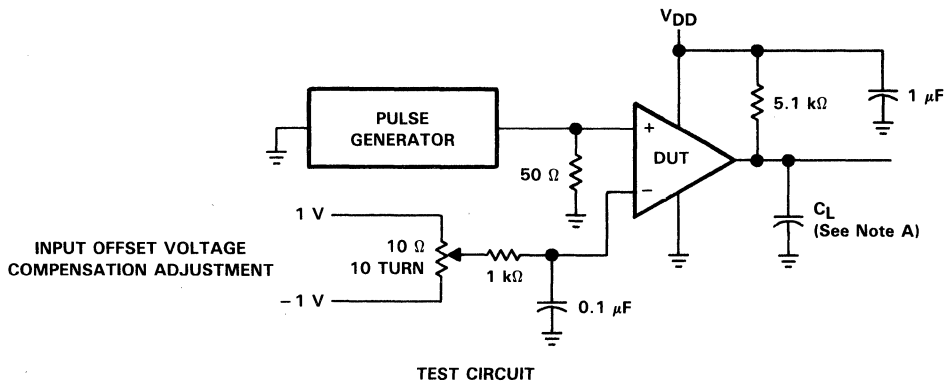 VDD
PULSE
GENERATOR
5.1 kΩ
1 μF
+
DUT
−
50 Ω
1 V
INPUT OFFSET VOLTAGE
COMPENSATION ADJUSTMENT
10 Ω
10 TURN
1 kΩ
−1 V
0.1 μF
CL
(See Note A)
TEST CIRCUIT